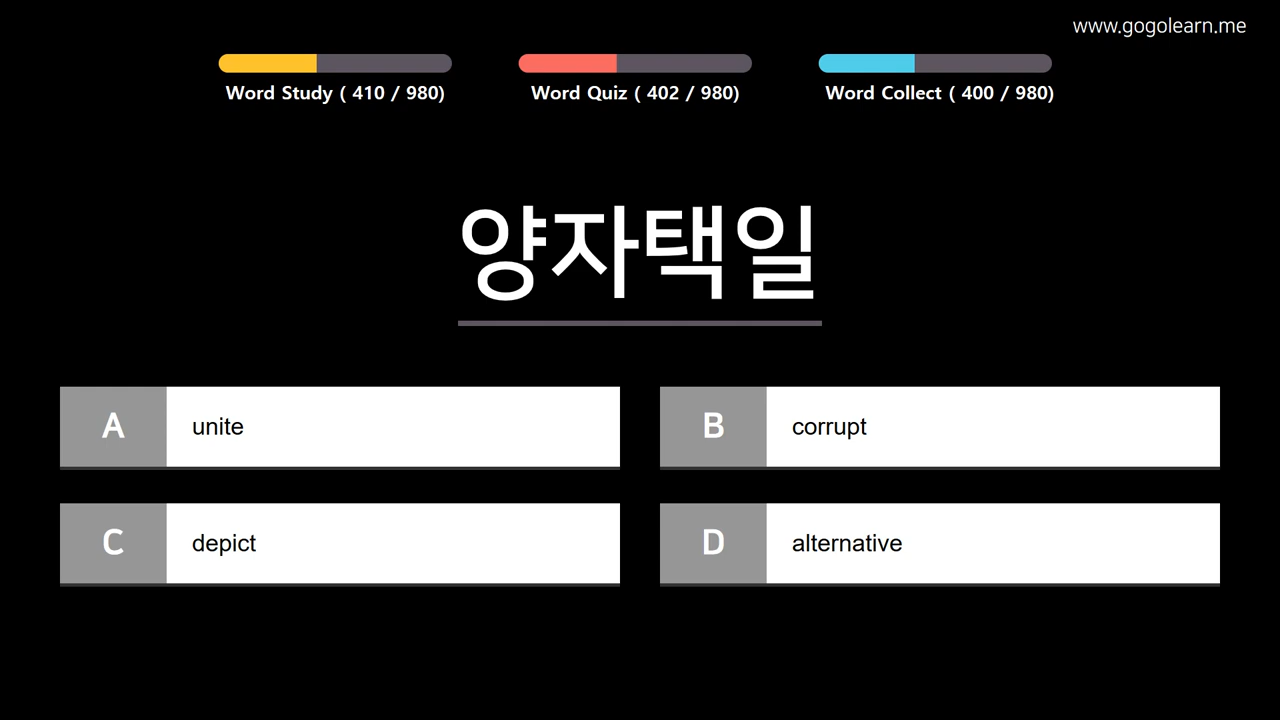 www.gogolearn.me
Word Study ( 410 / 980)
Word Quiz ( 402 / 980)
Word Collect ( 400 / 980)
양자택일
A unite
B corrupt
C depict
D alternative